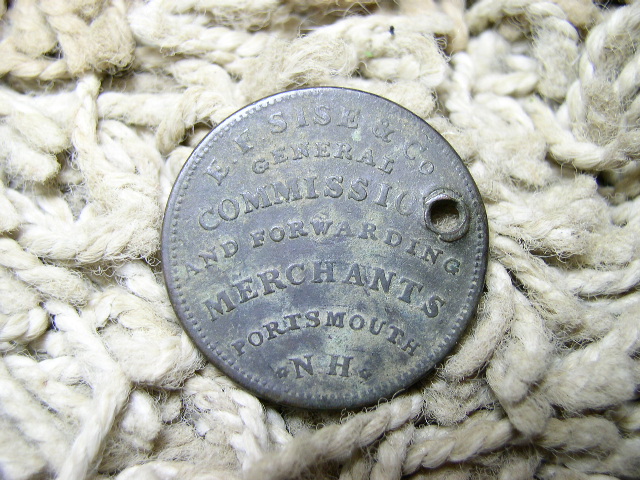 E. F. SISE & Co
GENERAL
COMMISSIO
AND FORWARDING
MERCHANTS
PORTSMOUTH
N H